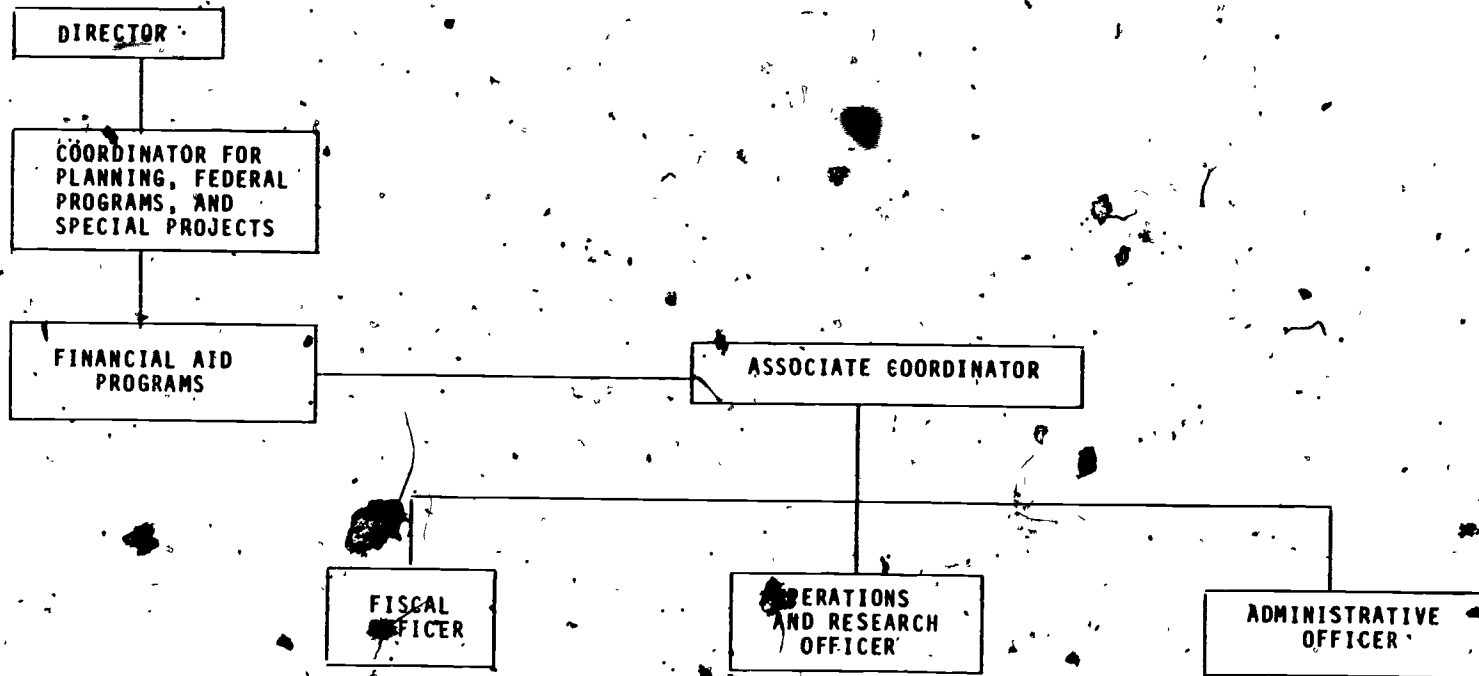 DIRECTOR
COORDINATOR FOR
PLANNING, FEDERAL
PROGRAMS, AND
SPECIAL PROJECTS
FINANCIAL AID
PROGRAMS
ASSOCIATE COORDINATOR
FISCAL
OFFICER
OPERATIONS
AND RESEARCH
OFFICER
ADMINISTRATIVE
OFFICER